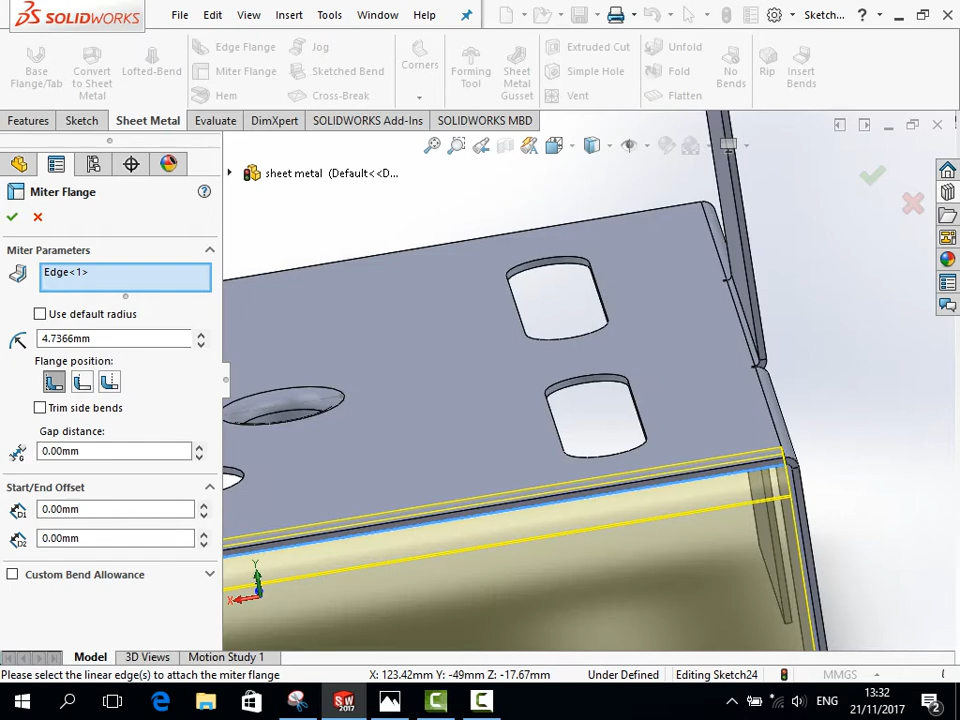 SOLIDWORKS
File Edit View Insert Tools Window Help
Sketch... ?
Base Flange/Tab
Convert to Sheet Metal
Lofted-Bend
Edge Flange
Miter Flange
Hem
Jog
Sketched Bend
Cross-Break
Corners
Forming Tool
Sheet Metal Gusset
Extruded Cut
Simple Hole
Vent
Unfold
Fold
Flatten
No Bends
Rip
Insert Bends
Features Sketch Sheet Metal Evaluate DimXpert SOLIDWORKS Add-Ins SOLIDWORKS MBD
sheet metal (Default<<D...
Miter Flange
Miter Parameters
Edge<1>
Use default radius
4.7366mm
Flange position:
Trim side bends
Gap distance:
0.00mm
Start/End Offset
0.00mm
0.00mm
Custom Bend Allowance
Y
X
Model 3D Views Motion Study 1
Please select the linear edge(s) to attach the miter flange X: 123.42mm Y: -49mm Z: -17.67mm Under Defined Editing Sketch24 MMGS
SW 2017
ENG
13:32
21/11/2017
2